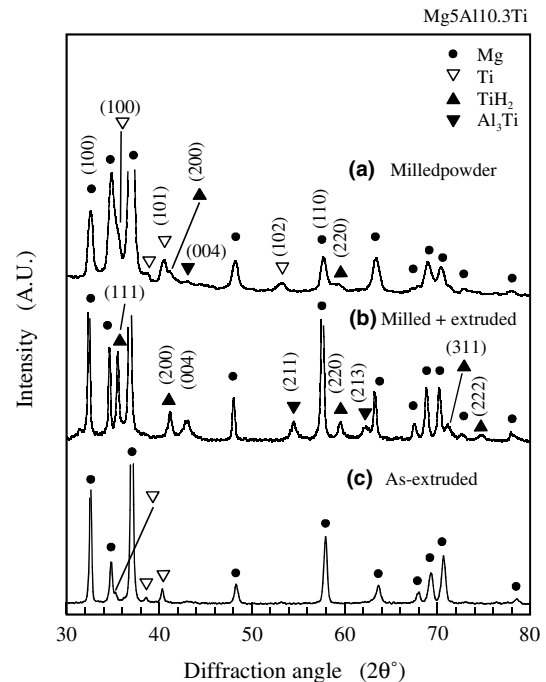 Mg5Al10.3Ti
Mg
Ti
TiH2
Al3Ti
(100)
(100)
(200)
(a) Milledpowder
(101)
(004)
(102)
(110)
(220)
(111)
(b) Milled + extruded
(200)
(004)
(211)
(220)
(213)
(311)
(222)
(c) As-extruded
Intensity (A.U.)
30 40 50 60 70 80
Diffraction angle (2θ°)